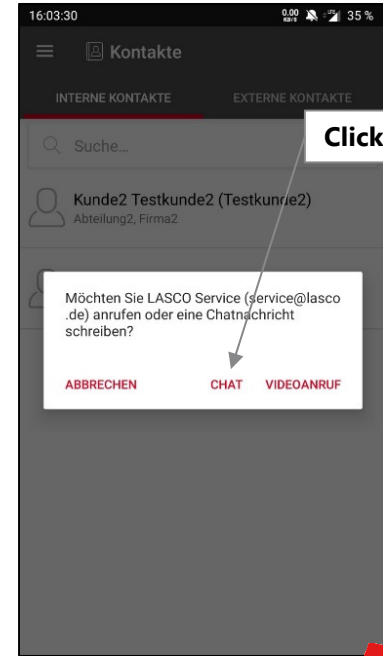 16:03:30 0.00 KB/s 35 %
Kontakte
INTERNE KONTAKTE EXTERNE KONTAKTE
Click
Suche...
Kunde2 Testkunde2 (Testkunde2)
Abteilung2, Firma2
Möchten Sie LASCO Service (service@lasco
.de) anrufen oder eine Chatnachricht
schreiben?
ABBRECHEN CHAT VIDEOANRUF